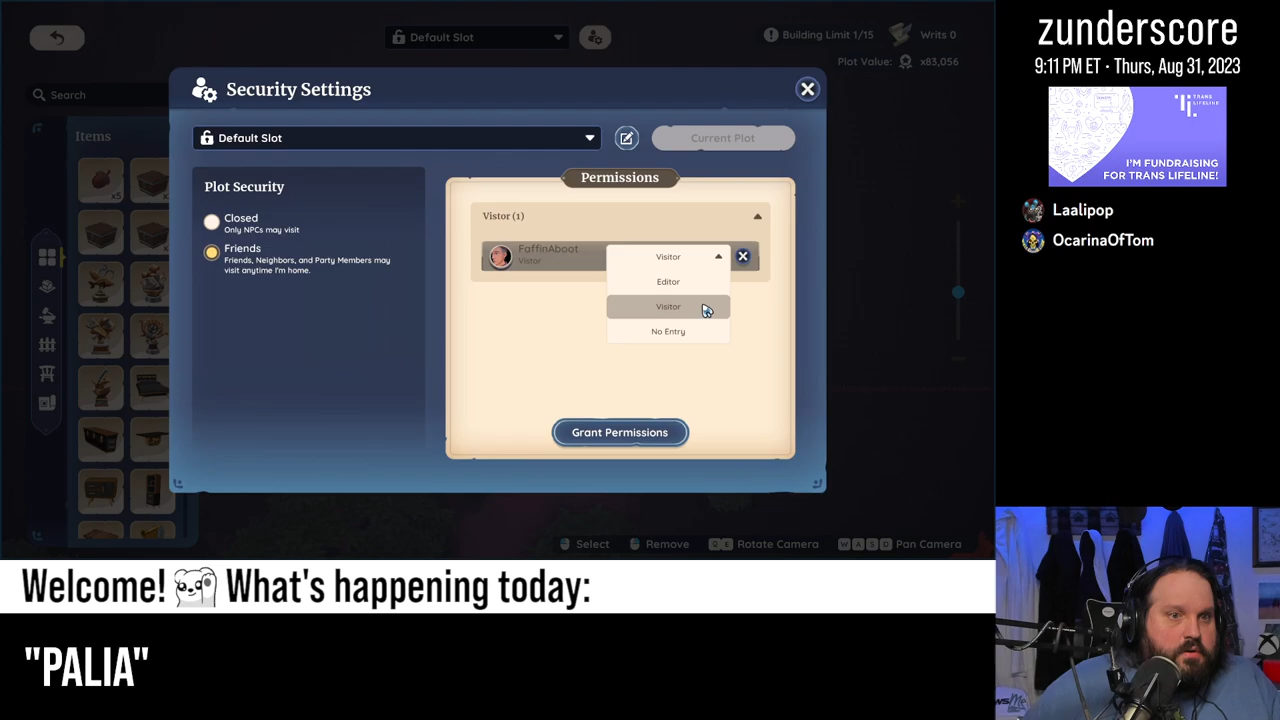 Default Slot
Building Limit 1/15
Writs 0
Plot Value:
x83,056
Search
Items
x5
Security Settings
Default Slot
Current Plot
Plot Security
Closed
Only NPCs may visit
Friends
Friends, Neighbors, and Party Members may
visit anytime I'm home.
Permissions
Vistor (1)
FaffinAboot
Vistor
Visitor
Editor
Visitor
No Entry
Grant Permissions
Select
Remove
Rotate Camera
W A S D Pan Camera
zunderscore
9:11 PM ET • Thurs, Aug 31, 2023
TRANS
LIFELINE
I'M FUNDRAISING
FOR TRANS LIFELINE!
Laalipop
OcarinaOfTom
Welcome! What's happening today:
"PALIA"